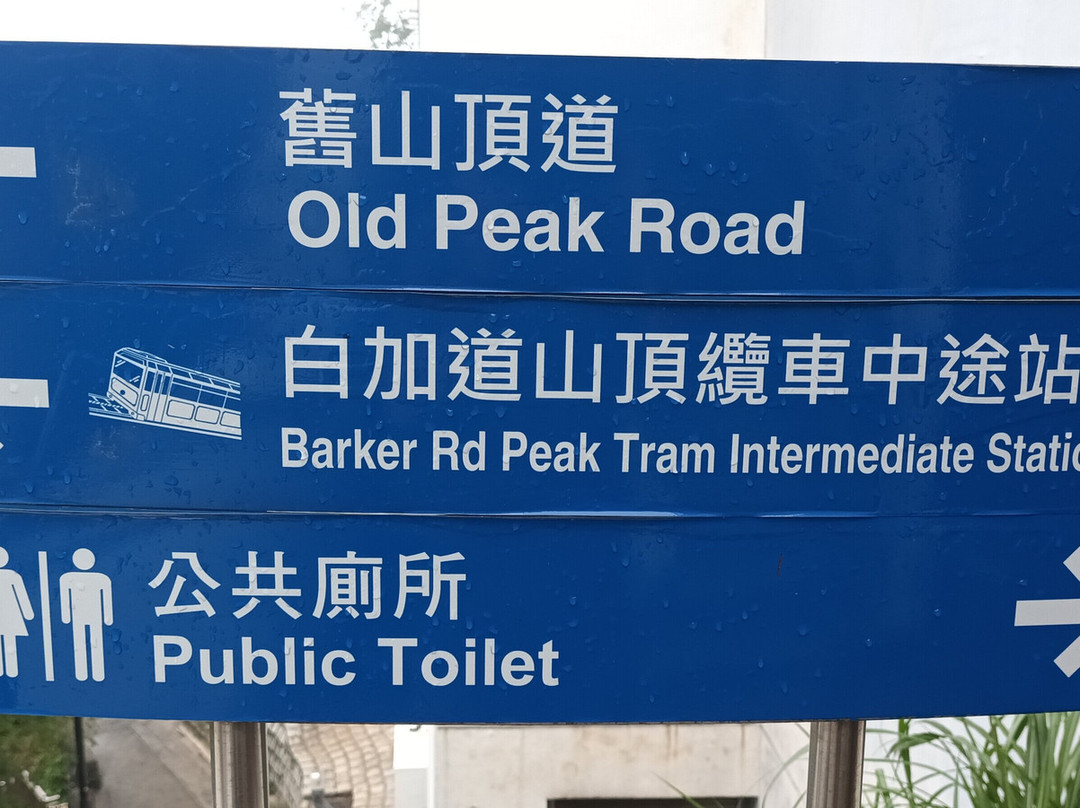 舊山頂道
Old Peak Road
白加道山頂纜車中途站
Barker Rd Peak Tram Intermediate Statio
公共廁所
Public Toilet